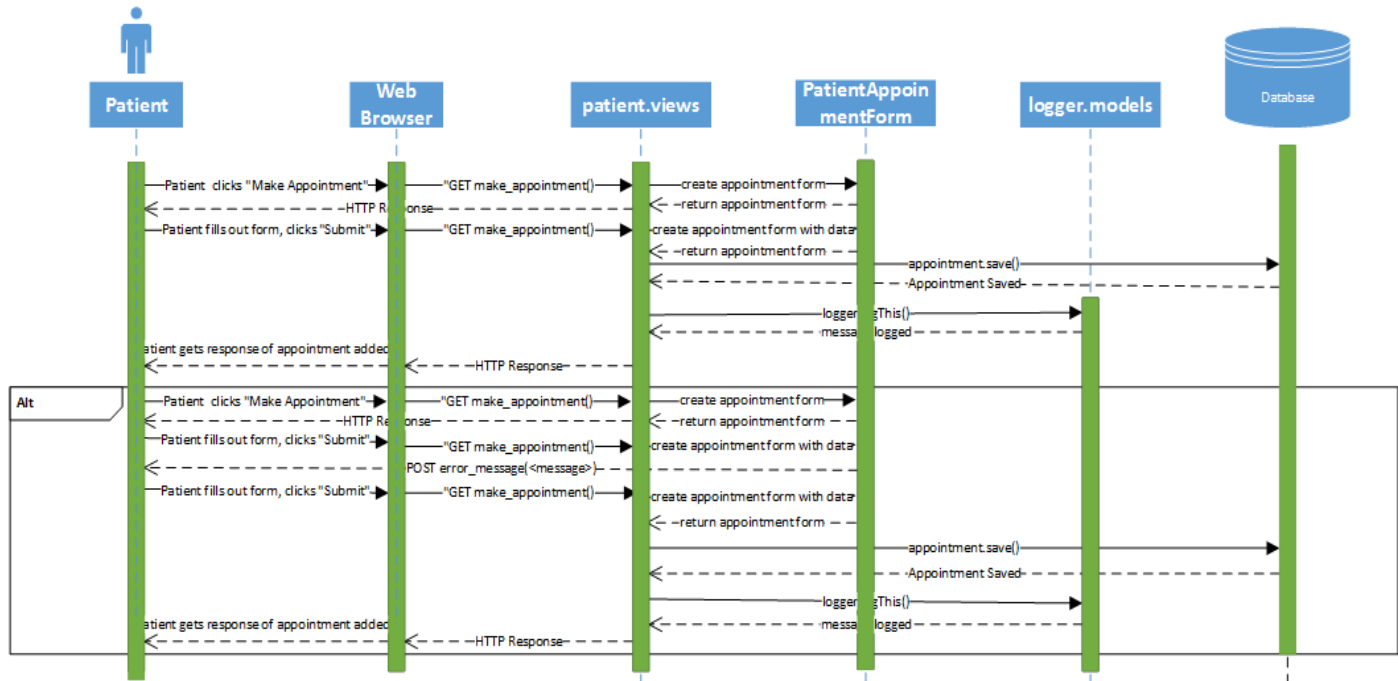 Patient
Web
Browser
patient.views
PatientAppoi
nmentForm
logger.models
Database
Patient clicks "Make Appointment"
"GET make_appointment()
create appointment form
HTTP Response
return appointment form
Patient fills out form, clicks "Submit"
"GET make_appointment()
create appointment form with data
return appointment form
appointment.save()
Appointment Saved
message logged
atient gets response of appointment added
HTTP Response
Alt
Patient clicks "Make Appointment"
"GET make_appointment()
create appointment form
HTTP Response
return appointment form
Patient fills out form, clicks "Submit"
"GET make_appointment()
create appointment form with data
POST error_message(<message>)
Patient fills out form, clicks "Submit"
"GET make_appointment()
create appointment form with data
return appointment form
appointment.save()
Appointment Saved
message logged
atient gets response of appointment added
HTTP Response